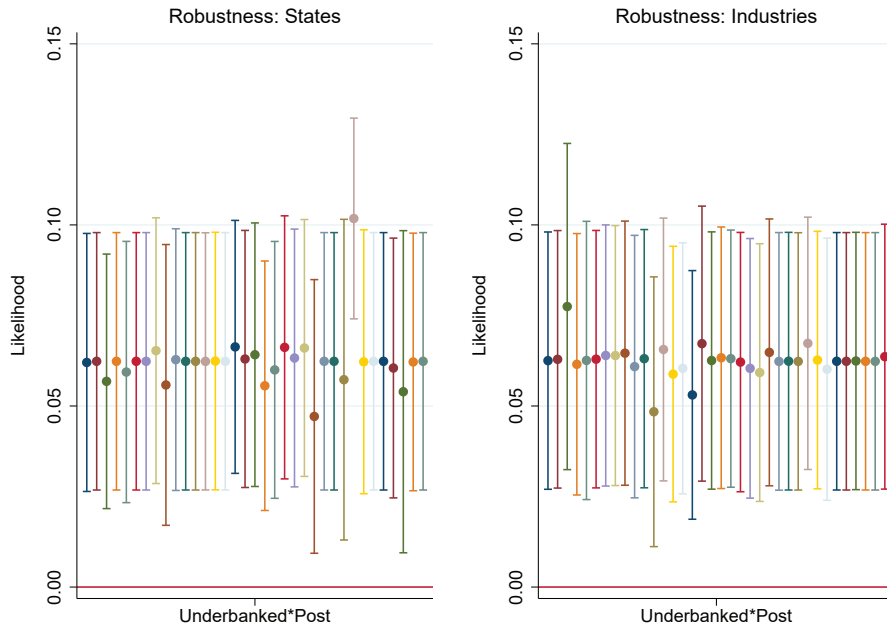 Robustness: States
0.15
0.10
0.05
0.00
Likelihood
Underbanked*Post
Robustness: Industries
0.15
0.10
0.05
0.00
Likelihood
Underbanked*Post